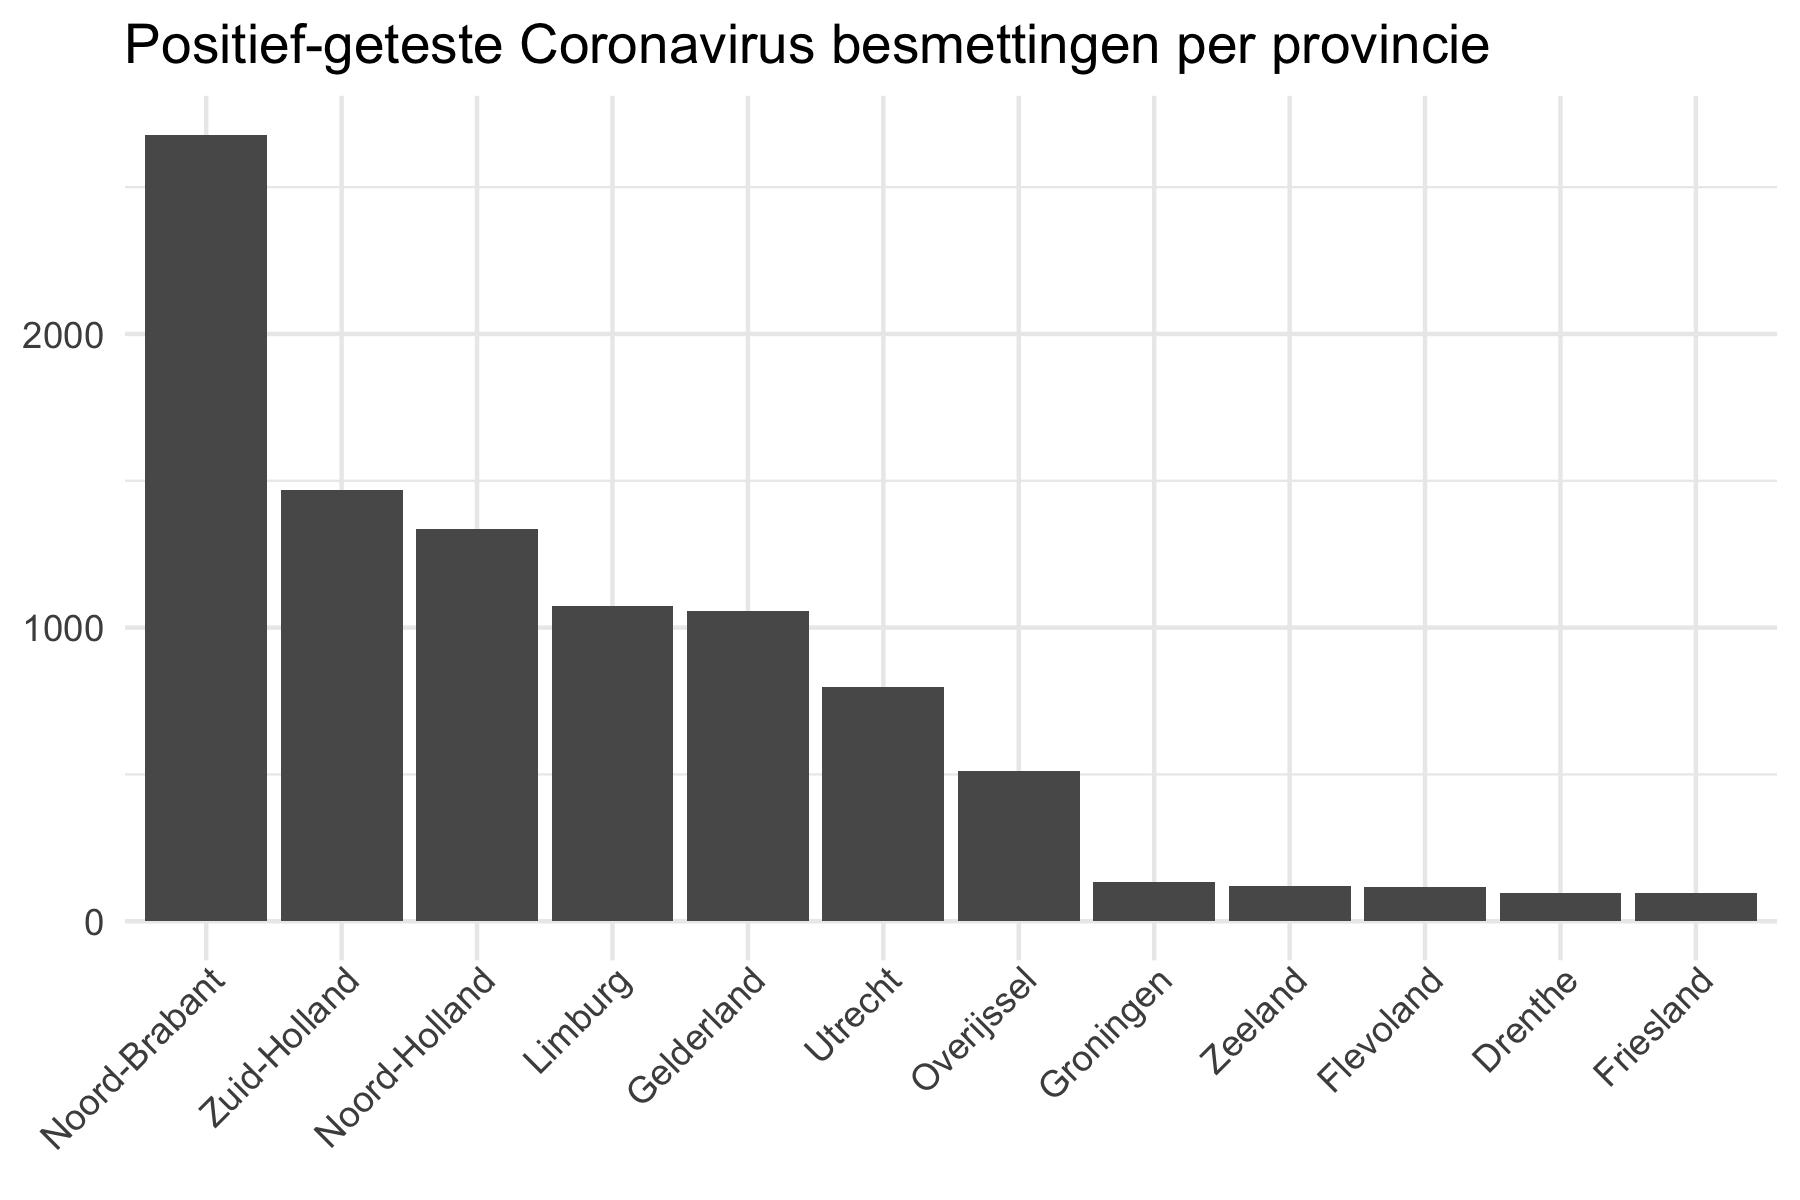 Positief-geteste Coronavirus besmettingen per provincie
2000
1000
0
Noord-Brabant
Zuid-Holland
Noord-Holland
Limburg
Gelderland
Utrecht
Overijssel
Groningen
Zeeland
Flevoland
Drenthe
Friesland